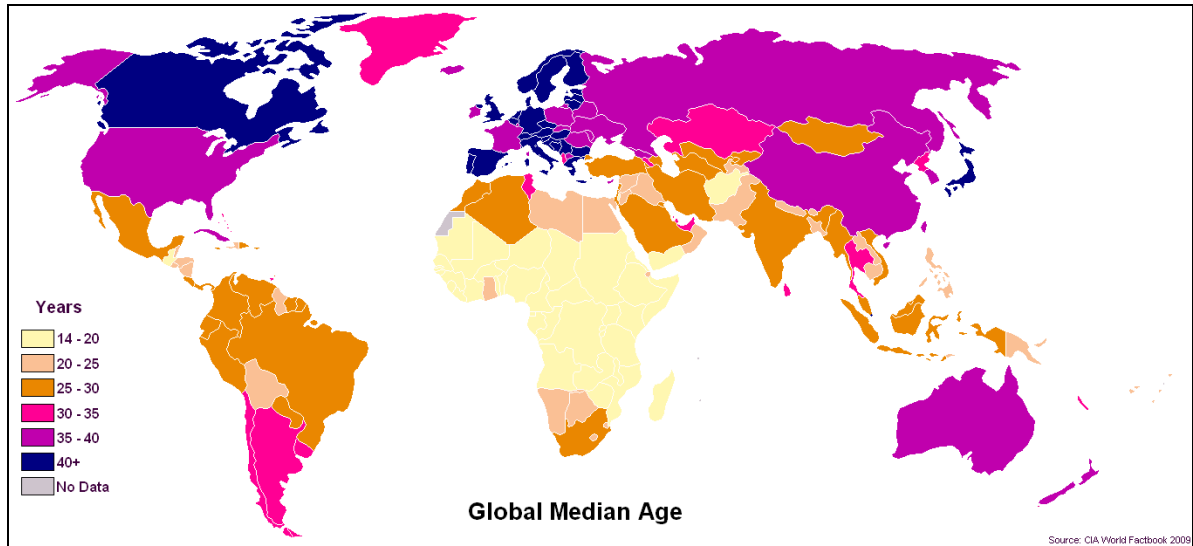 Years
14 - 20
20 - 25
25 - 30
30 - 35
35 - 40
40+
No Data
Global Median Age
Source: CIA World Factbook 2009